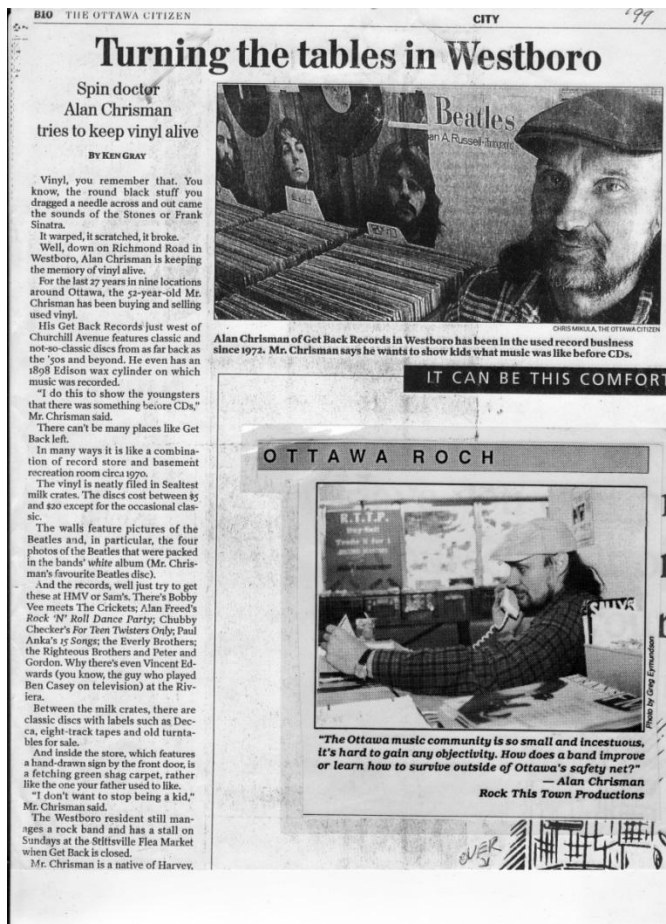 B10 THE OTTAWA CITIZEN
CITY
'99
Turning the tables in Westboro
Spin doctor
Alan Chrisman
tries to keep vinyl alive
BY KEN GRAY
Vinyl, you remember that. You
know, the round black stuff you
dragged a needle across and out came
the sounds of the Stones or Frank
Sinatra.
It warped, it scratched, it broke.
Well, down on Richmond Road in
Westboro, Alan Chrisman is keeping
the memory of vinyl alive.
For the last 27 years in nine locations
around Ottawa, the 52-year-old Mr.
Chrisman has been buying and selling
used vinyl.
His Get Back Records just west of
Churchill Avenue features classic and
not-so-classic discs from as far back as
the '50s and beyond. He even has an
1898 Edison wax cylinder on which
music was recorded.
"I do this to show the youngsters
that there was something before CDs,"
Mr. Chrisman said.
There can't be many places like Get
Back left.
In many ways it is like a combina-
tion of record store and basement
recreation room circa 1970.
The vinyl is neatly filed in Sealtest
milk crates. The discs cost between $5
and $20 except for the occasional clas-
sic.
The walls feature pictures of the
Beatles and, in particular, the four
photos of the Beatles that were packed
in the bands' white album (Mr. Chris-
man's favourite Beatles disc).
And the records, well just try to get
these at HMV or Sam's. There's Bobby
Vee meets The Crickets; Alan Freed's
Rock 'N' Roll Dance Party; Chubby
Checker's For Teen Twisters Only; Paul
Anka's 15 Songs; the Everly Brothers;
the Righteous Brothers and Peter and
Gordon. Why there's even Vincent Ed-
wards (you know, the guy who played
Ben Casey on television) at the Riv-
iera.
Between the milk crates, there are
classic discs with labels such as Dec-
ca, eight-track tapes and old turnta-
bles for sale.
And inside the store, which features
a hand-drawn sign by the front door, is
a fetching green shag carpet, rather
like the one your father used to like.
"I don't want to stop being a kid,"
Mr. Chrisman said.
The Westboro resident still man-
ages a rock band and has a stall on
Sundays at the Stittsville Flea Market
when Get Back is closed.
Mr. Chrisman is a native of Harvey,
Beatles
an A. Russell
CHRIS MIKULA, THE OTTAWA CITIZEN
Alan Chrisman of Get Back Records in Westboro has been in the used record business
since 1972. Mr. Chrisman says he wants to show kids what music was like before CDs.
IT CAN BE THIS COMFORT
OTTAWA ROCH
R.T.T.P.
Buy-Sell
Trade 2 for 1
Photo by Greg Eymundson
"The Ottawa music community is so small and incestuous,
it's hard to gain any objectivity. How does a band improve
or learn how to survive outside of Ottawa's safety net?"
— Alan Chrisman
Rock This Town Productions
OVER